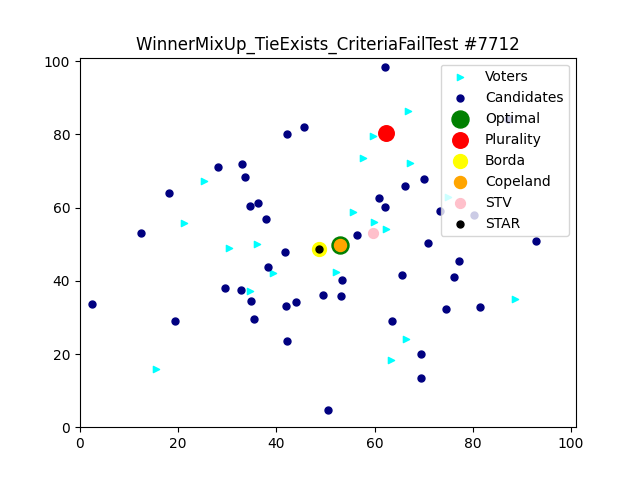 WinnerMixUp_TieExists_CriteriaFailTest #7712
100
80
60
40
20
0
0 20 40 60 80 100
Voters
Candidates
Optimal
Plurality
Borda
Copeland
STV
STAR